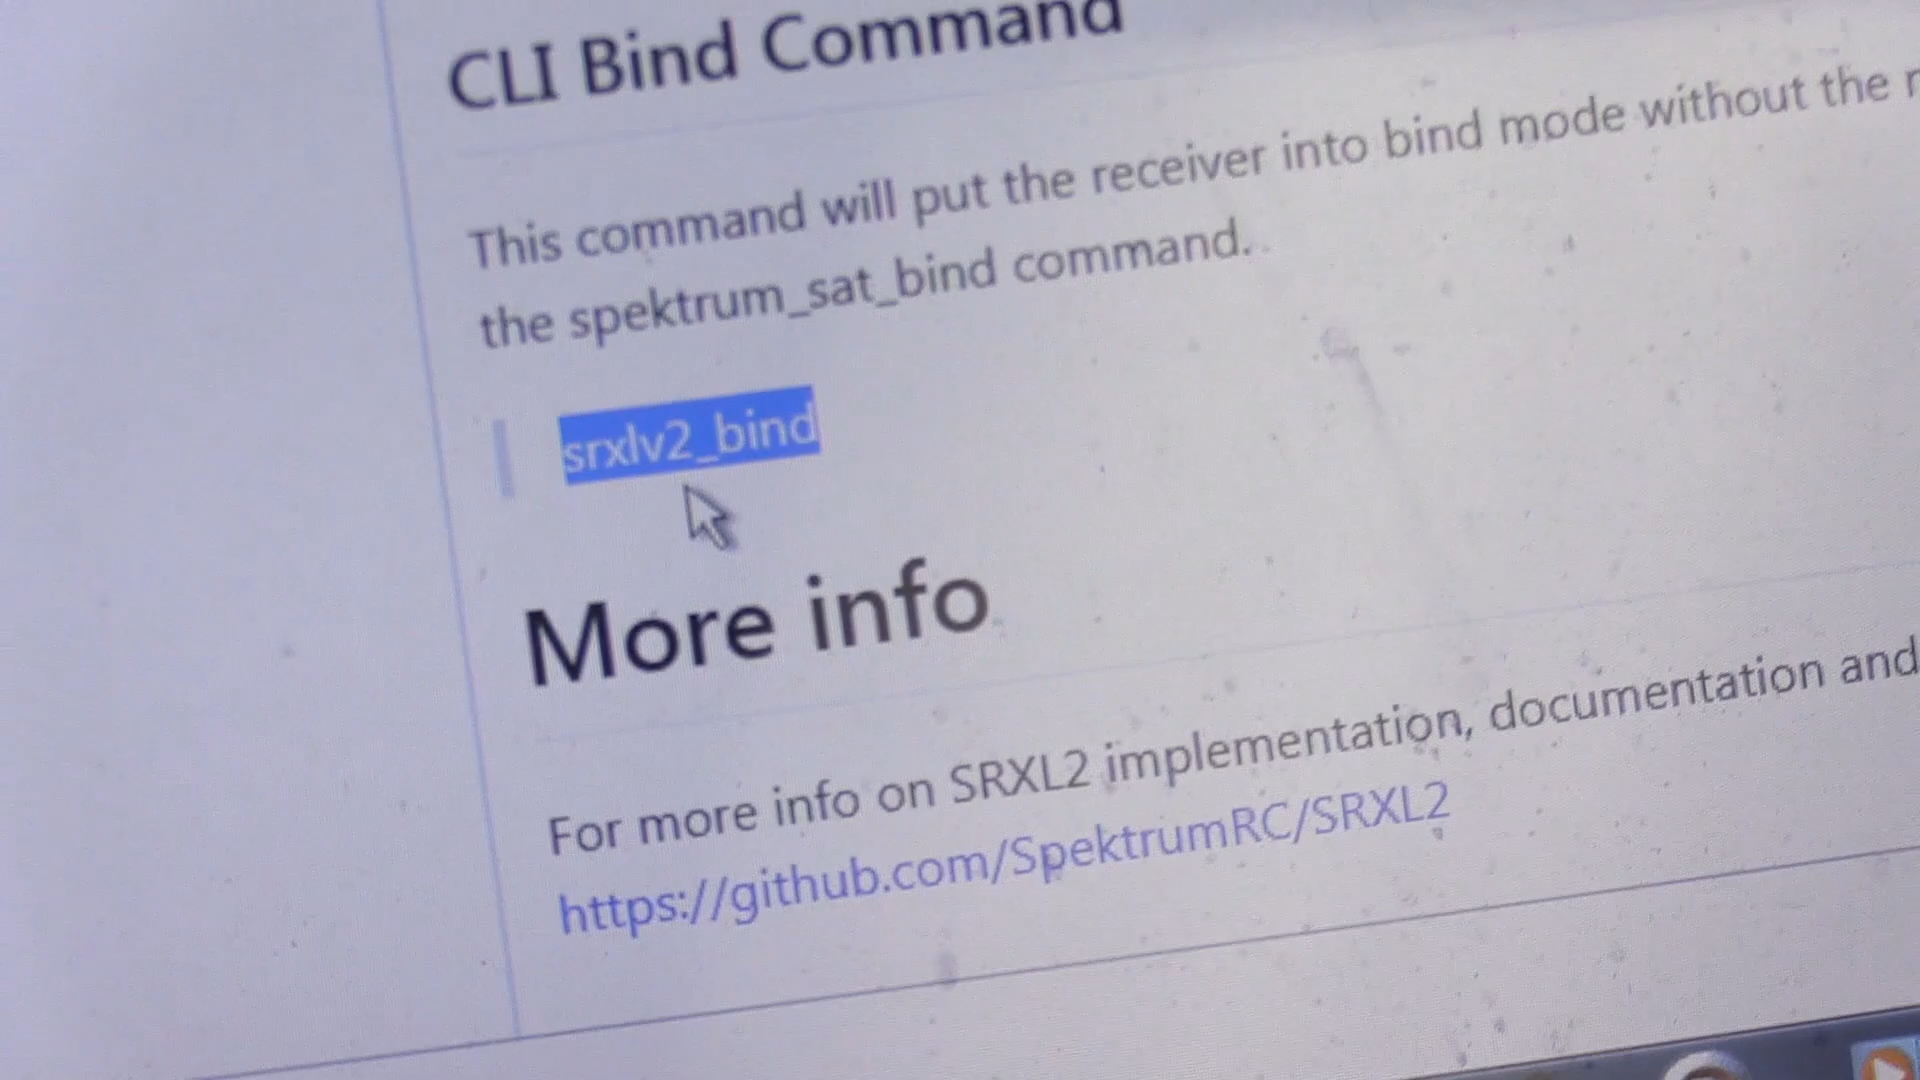 CLI Bind Command
This command will put the receiver into bind mode without the
the spektrum_sat_bind command.
srxlv2_bind
More info
For more info on SRXL2 implementation, documentation and
https://github.com/SpektrumRC/SRXL2